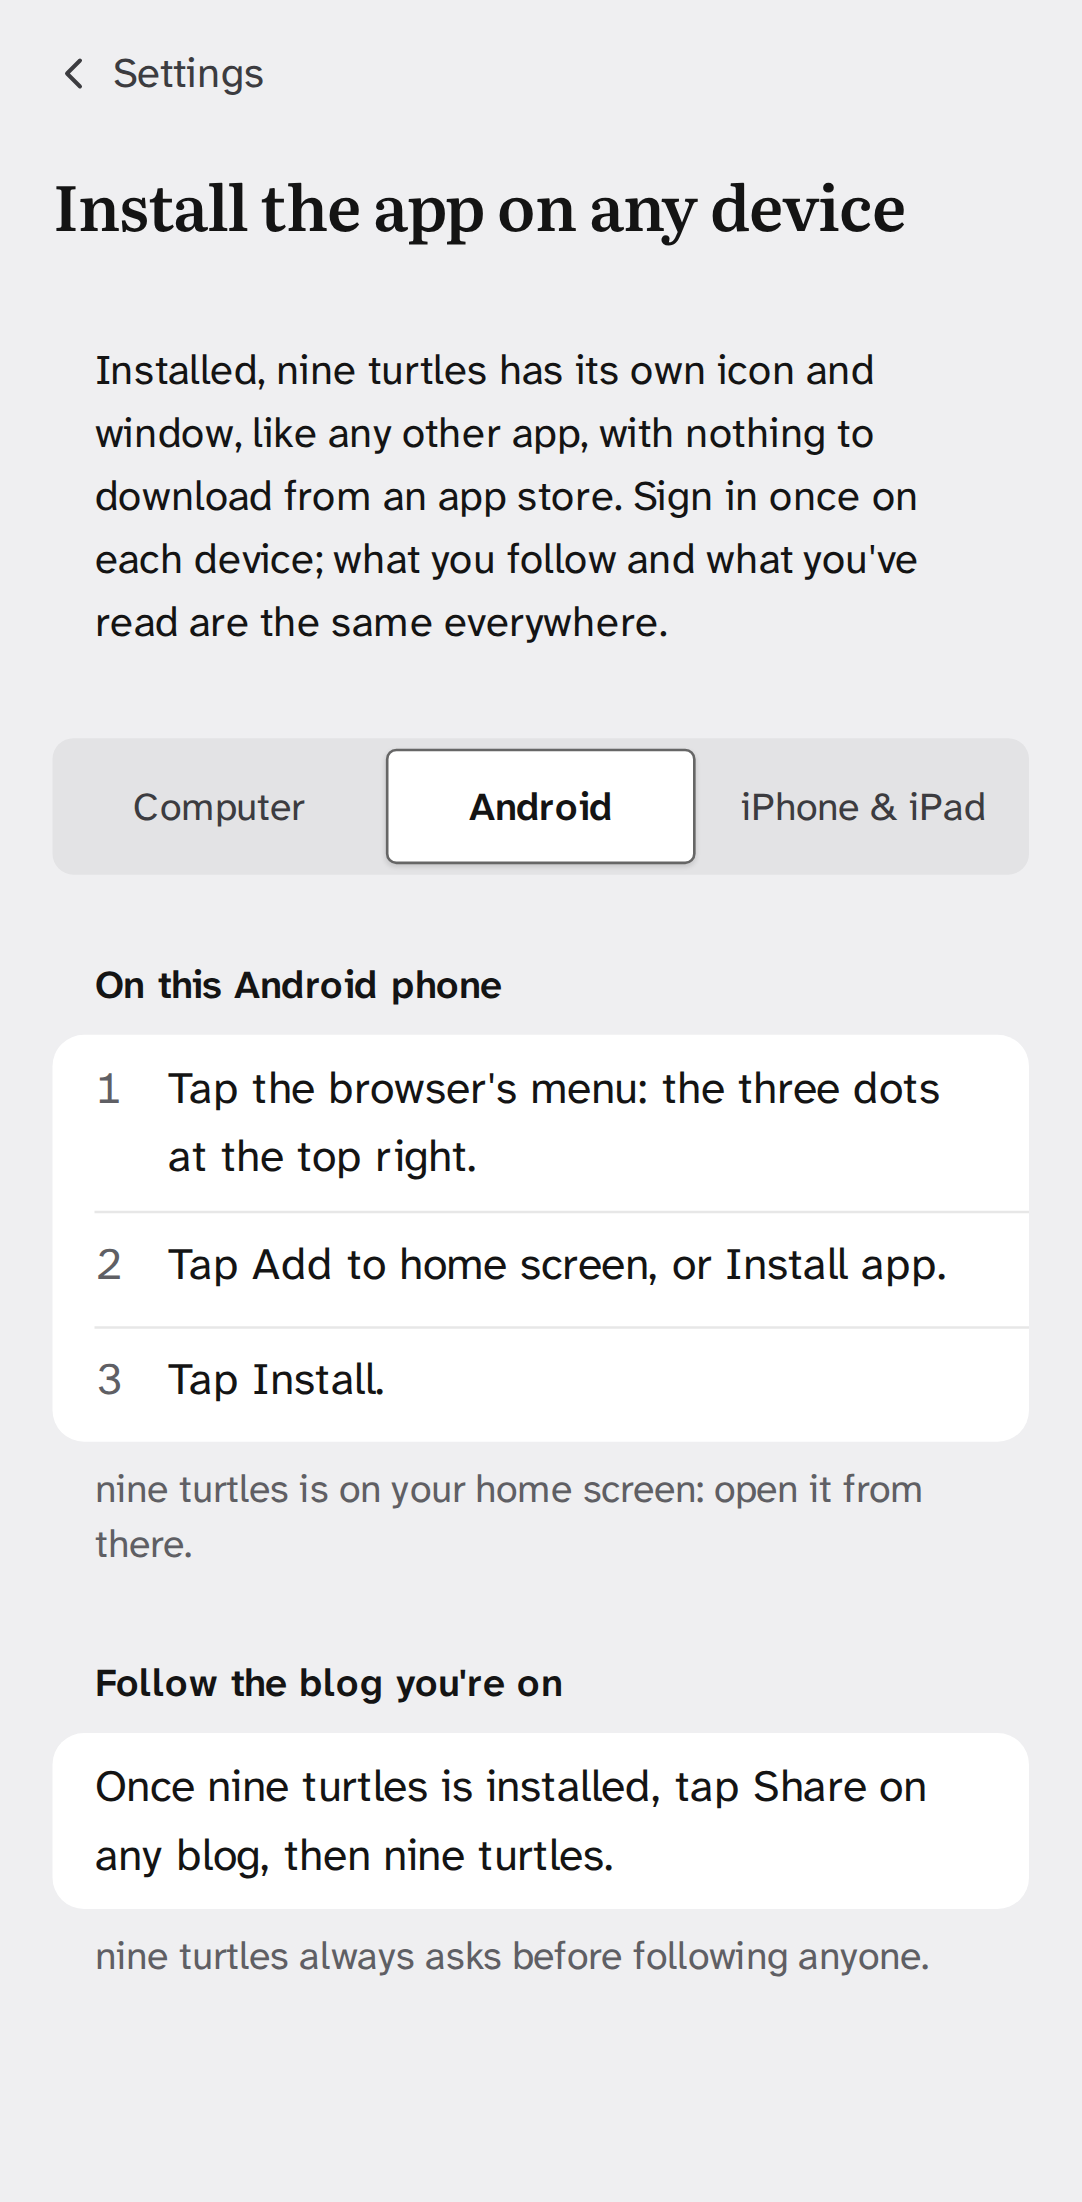 Settings
Install the app on any device
Installed, nine turtles has its own icon and
window, like any other app, with nothing to
download from an app store. Sign in once on
each device; what you follow and what you've
read are the same everywhere.
Computer
Android
iPhone & iPad
On this Android phone
1 Tap the browser's menu: the three dots
at the top right.
2 Tap Add to home screen, or Install app.
3 Tap Install.
nine turtles is on your home screen: open it from
there.
Follow the blog you're on
Once nine turtles is installed, tap Share on
any blog, then nine turtles.
nine turtles always asks before following anyone.